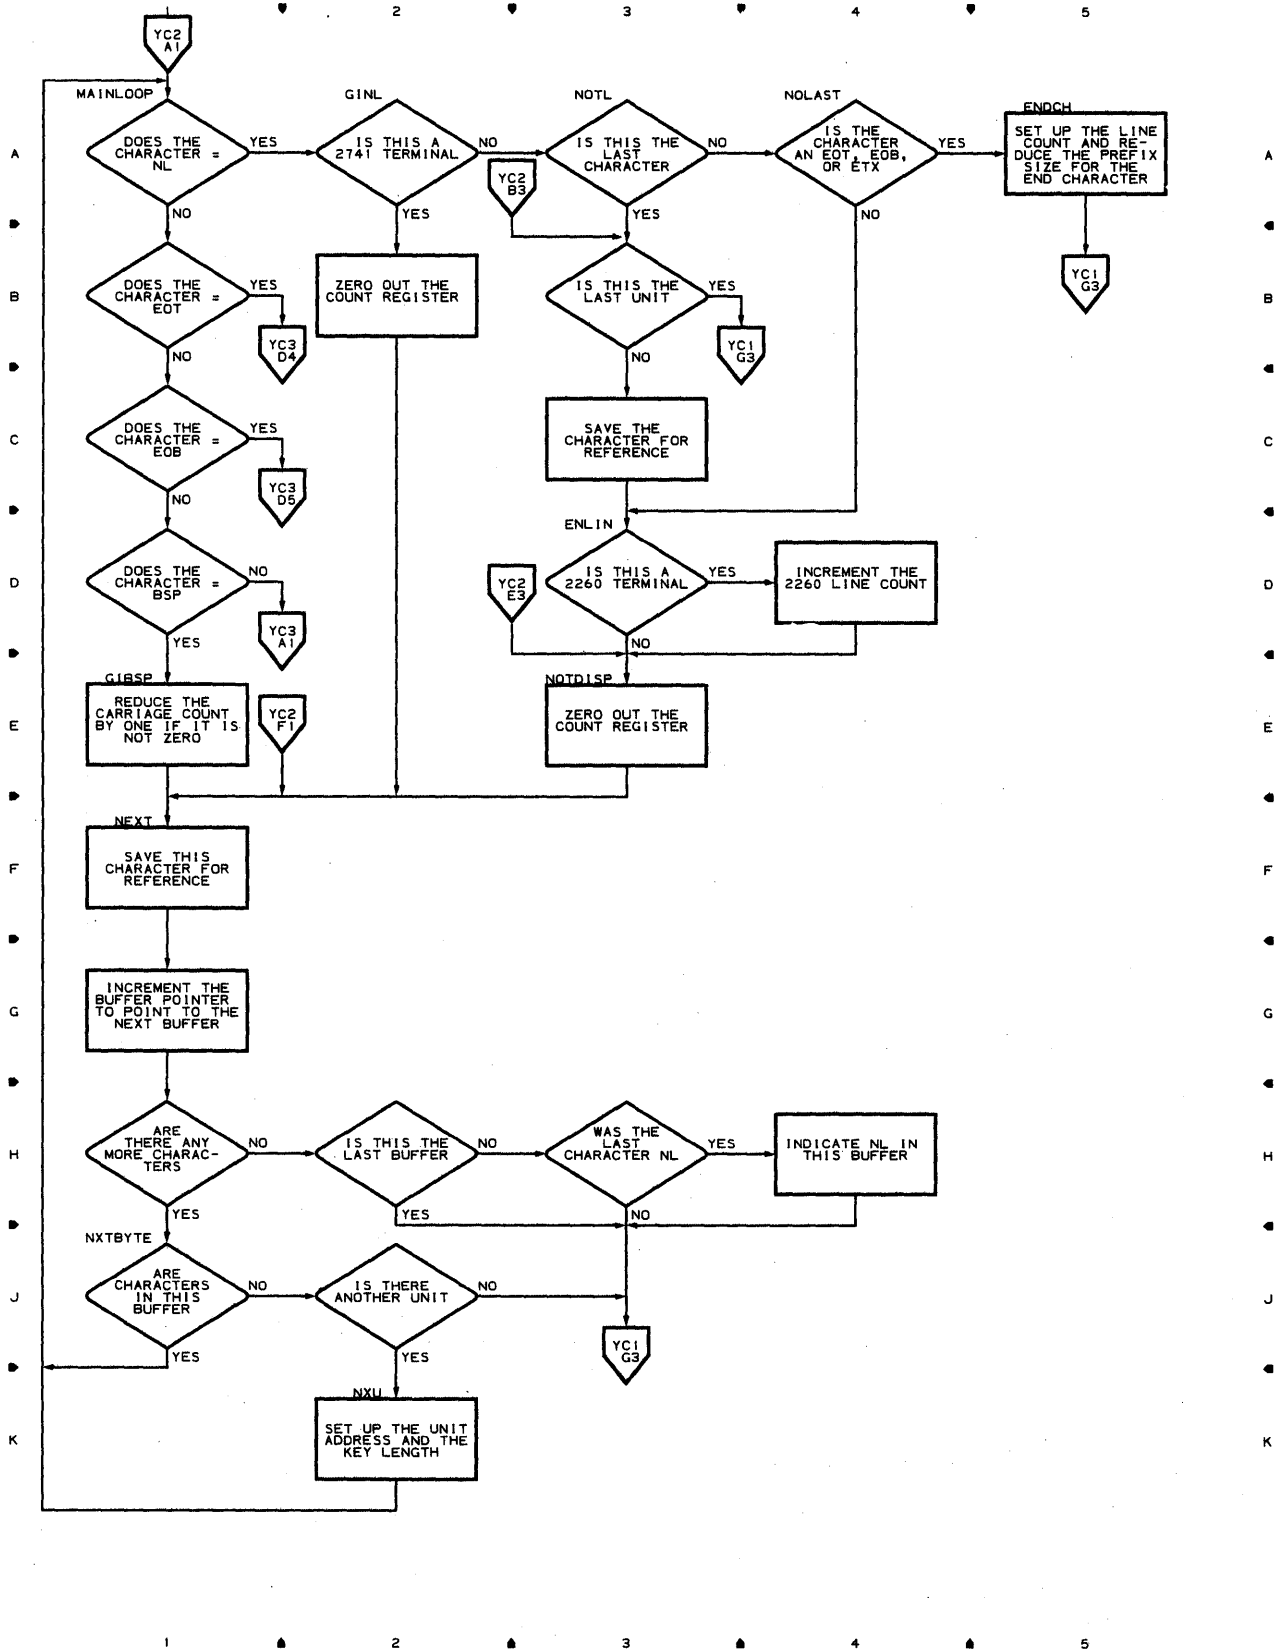 2
3
4
5
YC2
A1
MAINLOOP
GINL
NOTL
NOLAST
ENDCH
A
DOES THE
CHARACTER =
NL
YES
IS THIS A
2741 TERMINAL
NO
IS THIS THE
LAST
CHARACTER
NO
IS THE
CHARACTER
AN EOT, EOB,
OR ETX
YES
SET UP THE LINE
COUNT AND RE-
DUCE THE PREFIX
SIZE FOR THE
END CHARACTER
A
YC2
B3
NO
YES
YES
NO
B
DOES THE
CHARACTER =
EOT
YES
ZERO OUT THE
COUNT REGISTER
IS THIS THE
LAST UNIT
YES
YC1
G3
B
YC3
D4
YC1
G3
NO
NO
C
DOES THE
CHARACTER =
EOB
YES
SAVE THE
CHARACTER FOR
REFERENCE
C
YC3
D5
NO
ENLIN
D
DOES THE
CHARACTER =
BSP
NO
YC2
E3
IS THIS A
2260 TERMINAL
YES
INCREMENT THE
2260 LINE COUNT
D
YC3
A1
YES
NO
GIBSP
NOTDISP
E
REDUCE THE
CARRIAGE COUNT
BY ONE IF IT IS
NOT ZERO
YC2
F1
ZERO OUT THE
COUNT REGISTER
E
NEXT
F
SAVE THIS
CHARACTER FOR
REFERENCE
F
G
INCREMENT THE
BUFFER POINTER
TO POINT TO THE
NEXT BUFFER
G
H
ARE
THERE ANY
MORE CHARAC-
TERS
NO
IS THIS THE
LAST BUFFER
NO
WAS THE
LAST
CHARACTER NL
YES
INDICATE NL IN
THIS BUFFER
H
YES
YES
NO
NXTBYTE
J
ARE
CHARACTERS
IN THIS
BUFFER
NO
IS THERE
ANOTHER UNIT
NO
J
YC1
G3
YES
YES
NXU
K
SET UP THE UNIT
ADDRESS AND THE
KEY LENGTH
K
1
2
3
4
5